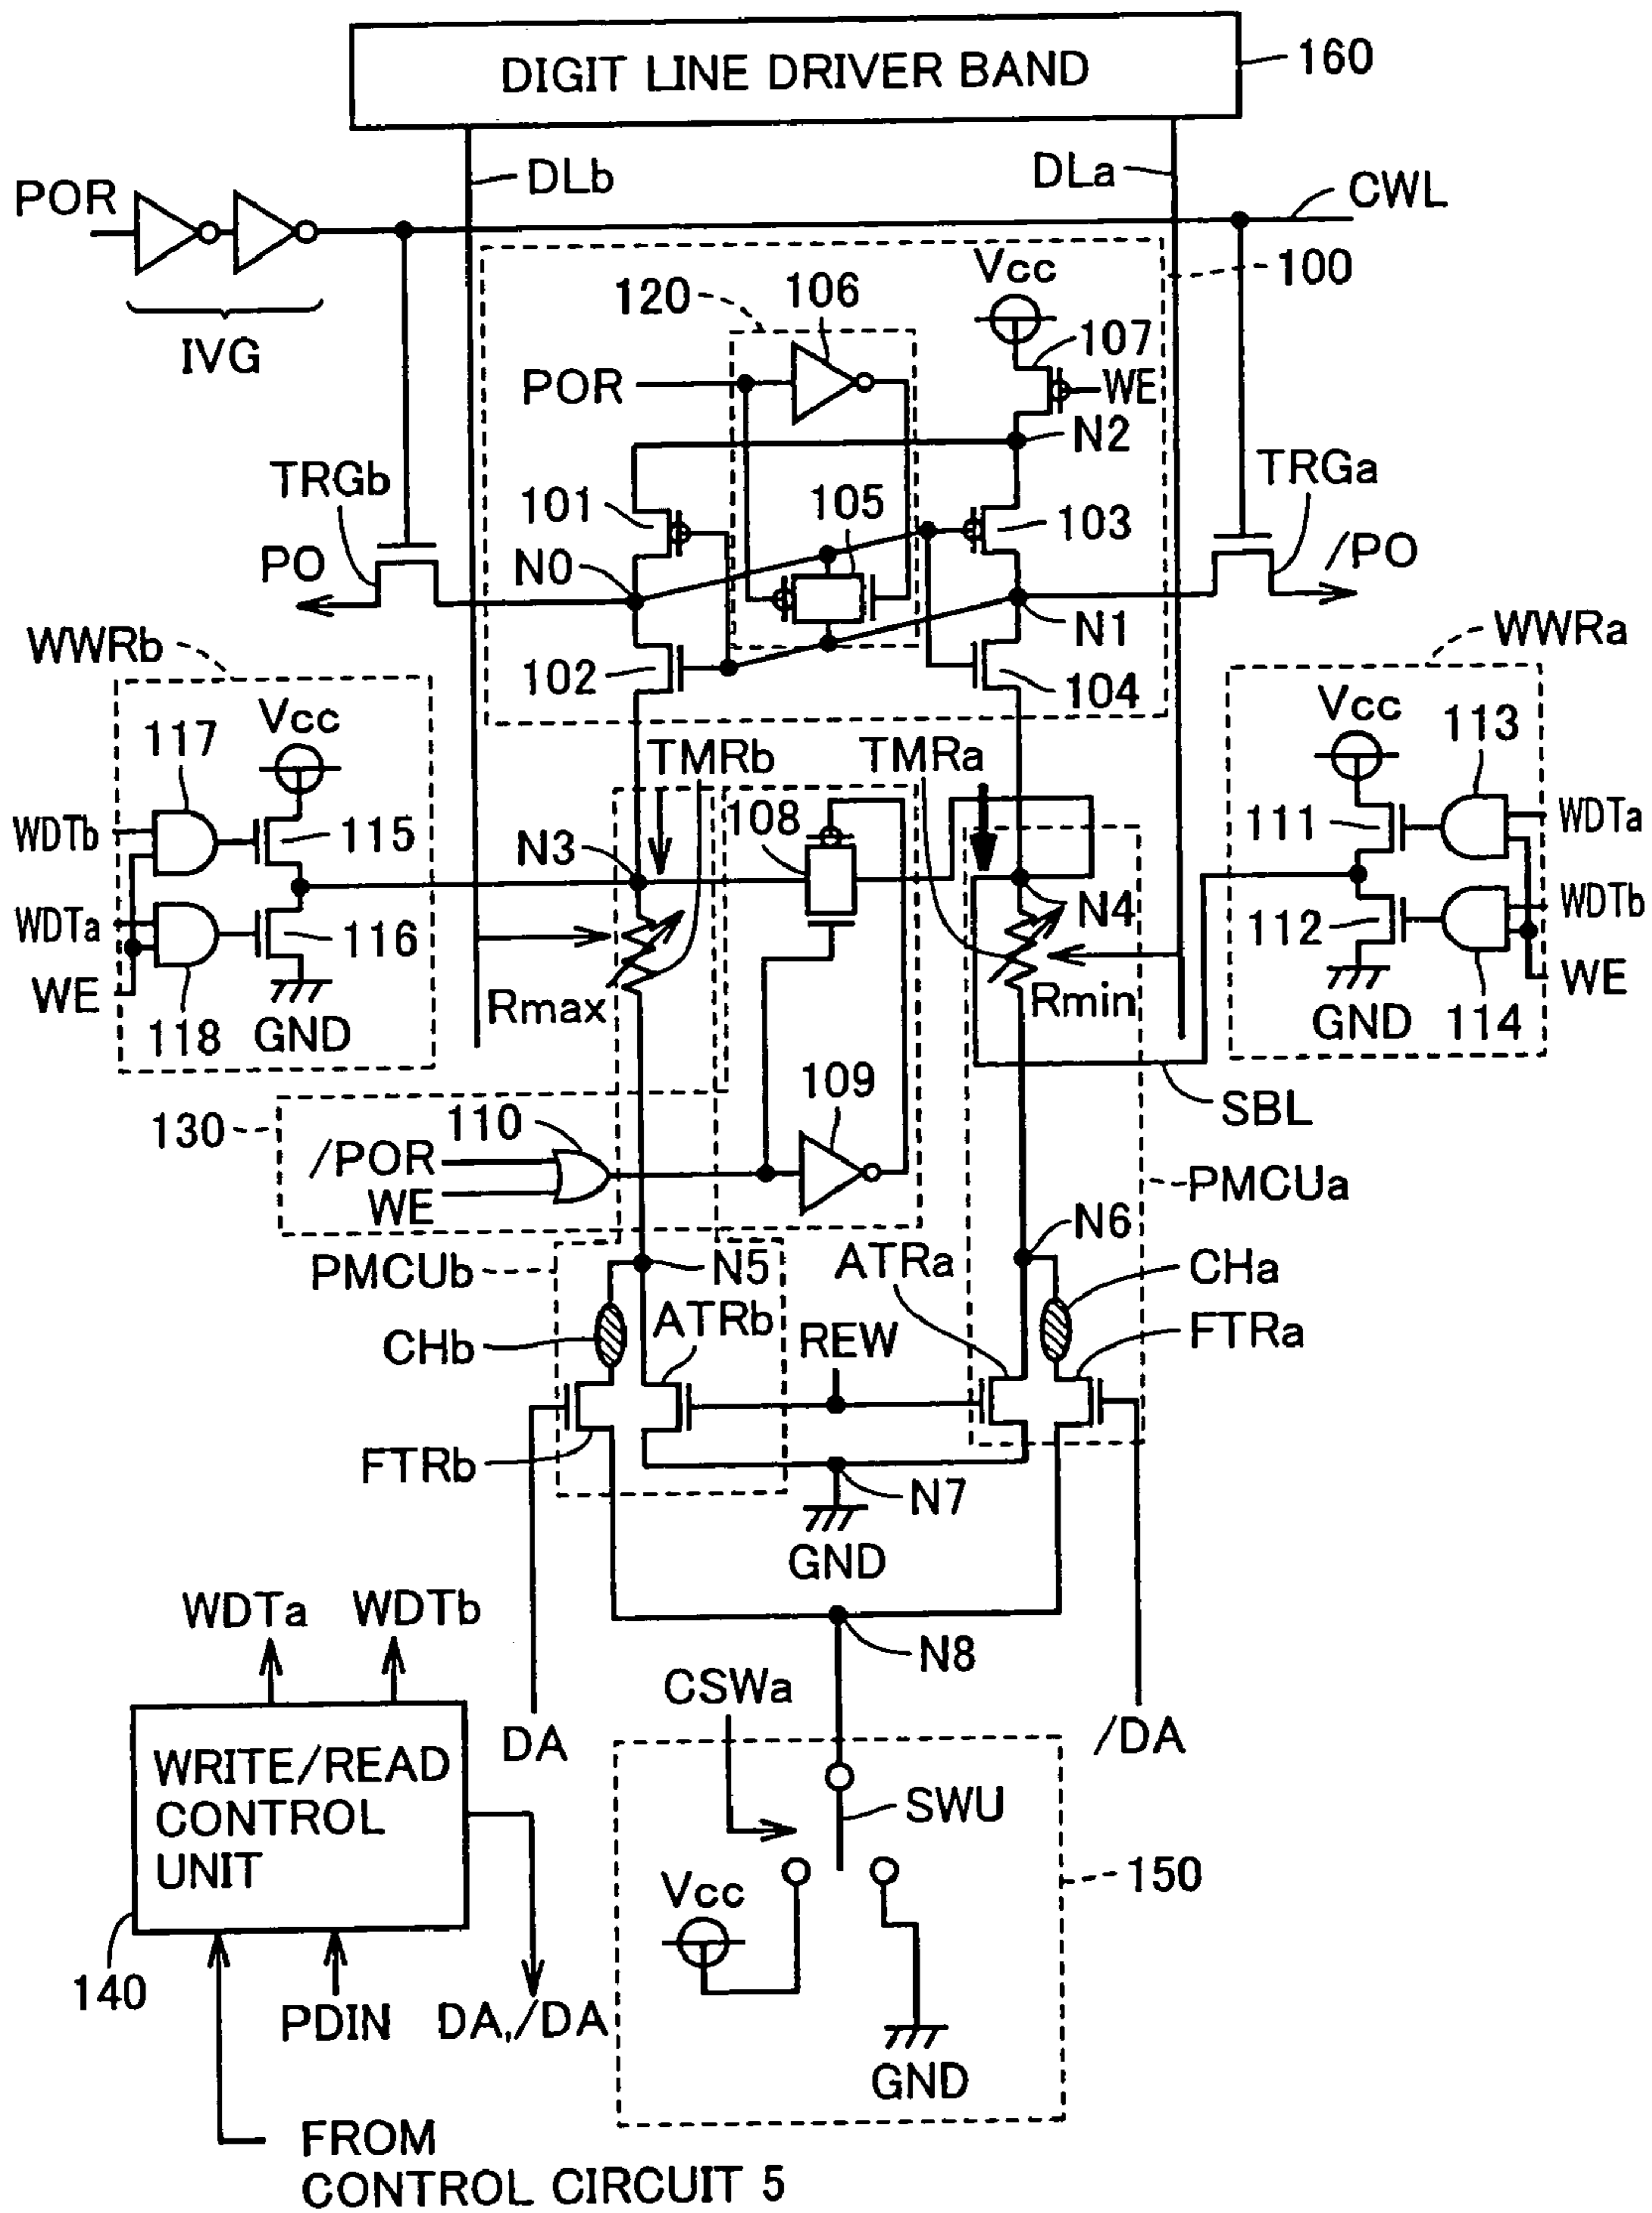 DIGIT LINE DRIVER BAND
160
DLb
DLa
POR
CWL
IVG
Vcc
100
120
106
107
POR
WE
N2
TRGb
TRGa
101
105
103
PO
N0
/PO
N1
WWRb
WWRa
102
104
Vcc
Vcc
117
TMRb
TMRa
113
108
WDTb
115
111
WDTa
N3
N4
WDTa
116
112
WDTb
WE
Rmax
Rmin
WE
118
GND
GND
114
109
SBL
130
110
/POR
WE
PMCUa
N6
PMCUb
N5
ATRa
CHa
ATRb
CHb
REW
FTRa
FTRb
N7
GND
WDTa
WDTb
N8
CSWa
DA
/DA
WRITE/READ
CONTROL
UNIT
SWU
150
Vcc
140
PDIN
DA,/DA
GND
FROM
CONTROL CIRCUIT 5